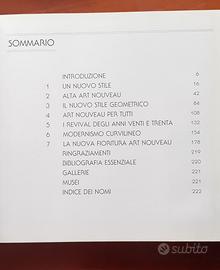 SOMMARIO
INTRODUZIONE 6
1 UN NUOVO STILE 16
2 ALTA ART NOUVEAU 42
3 IL NUOVO STILE GEOMETRICO 64
4 ART NOUVEAU PER TUTTI 108
5 I REVIVAL DEGLI ANNI VENTI E TRENTA 132
6 MODERNISMO CURVILINEO 138
7 LA NUOVA FIORITURA ART NOUVEAU 178
RINGRAZIAMENTI 219
BIBLIOGRAFIA ESSENZIALE 220
GALLERIE 221
MUSEI 221
INDICE DEI NOMI 222
subito